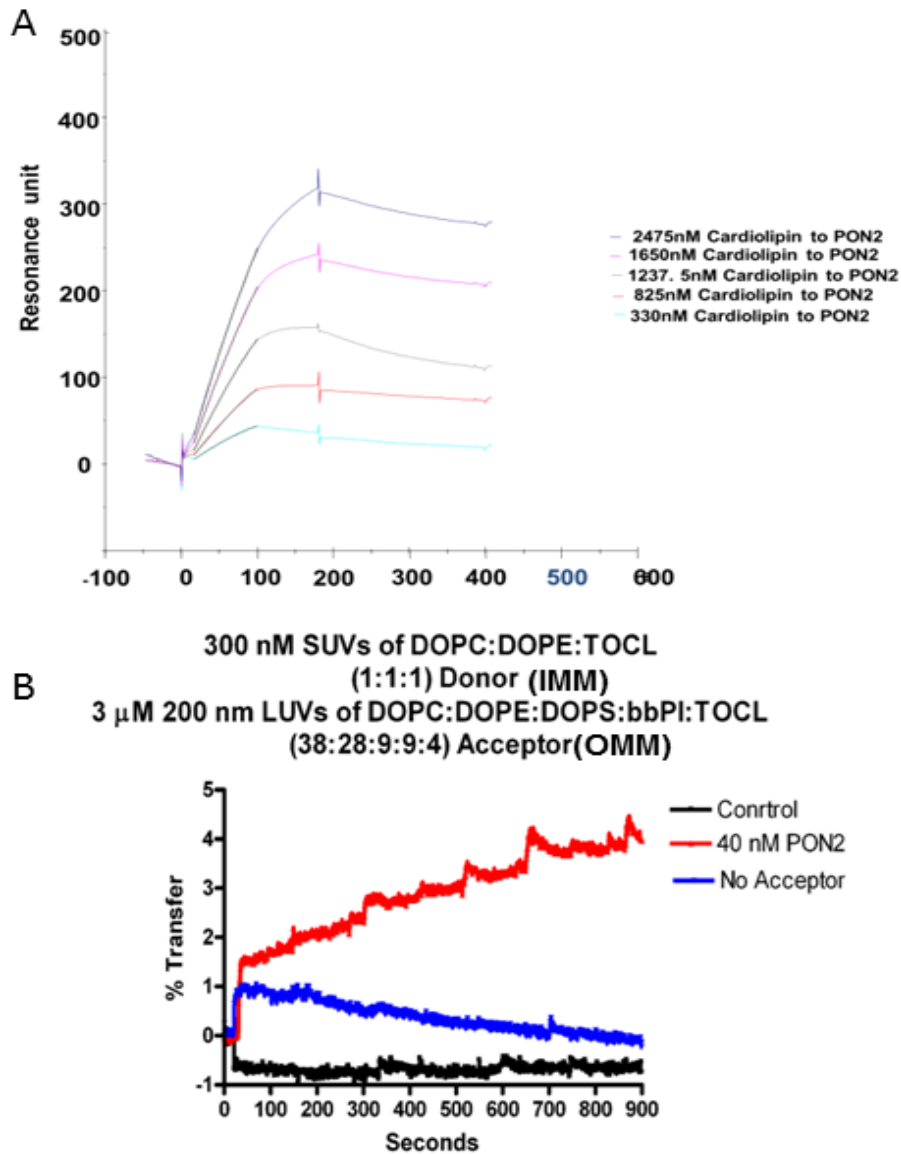 A
500
400
300
200
100
0
Resonance unit
-100 0 100 200 300 400 500 600
2475nM Cardiolipin to PON2
1650nM Cardiolipin to PON2
1237. 5nM Cardiolipin to PON2
825nM Cardiolipin to PON2
330nM Cardiolipin to PON2
300 nM SUVs of DOPC:DOPE:TOCL
(1:1:1) Donor (IMM)
B
3 μM 200 nm LUVs of DOPC:DOPE:DOPS:bbPI:TOCL
(38:28:9:9:4) Acceptor(OMM)
5
4
3
2
1
0
-1
% Transfer
0 100 200 300 400 500 600 700 800 900
Seconds
Conrtrol
40 nM PON2
No Acceptor